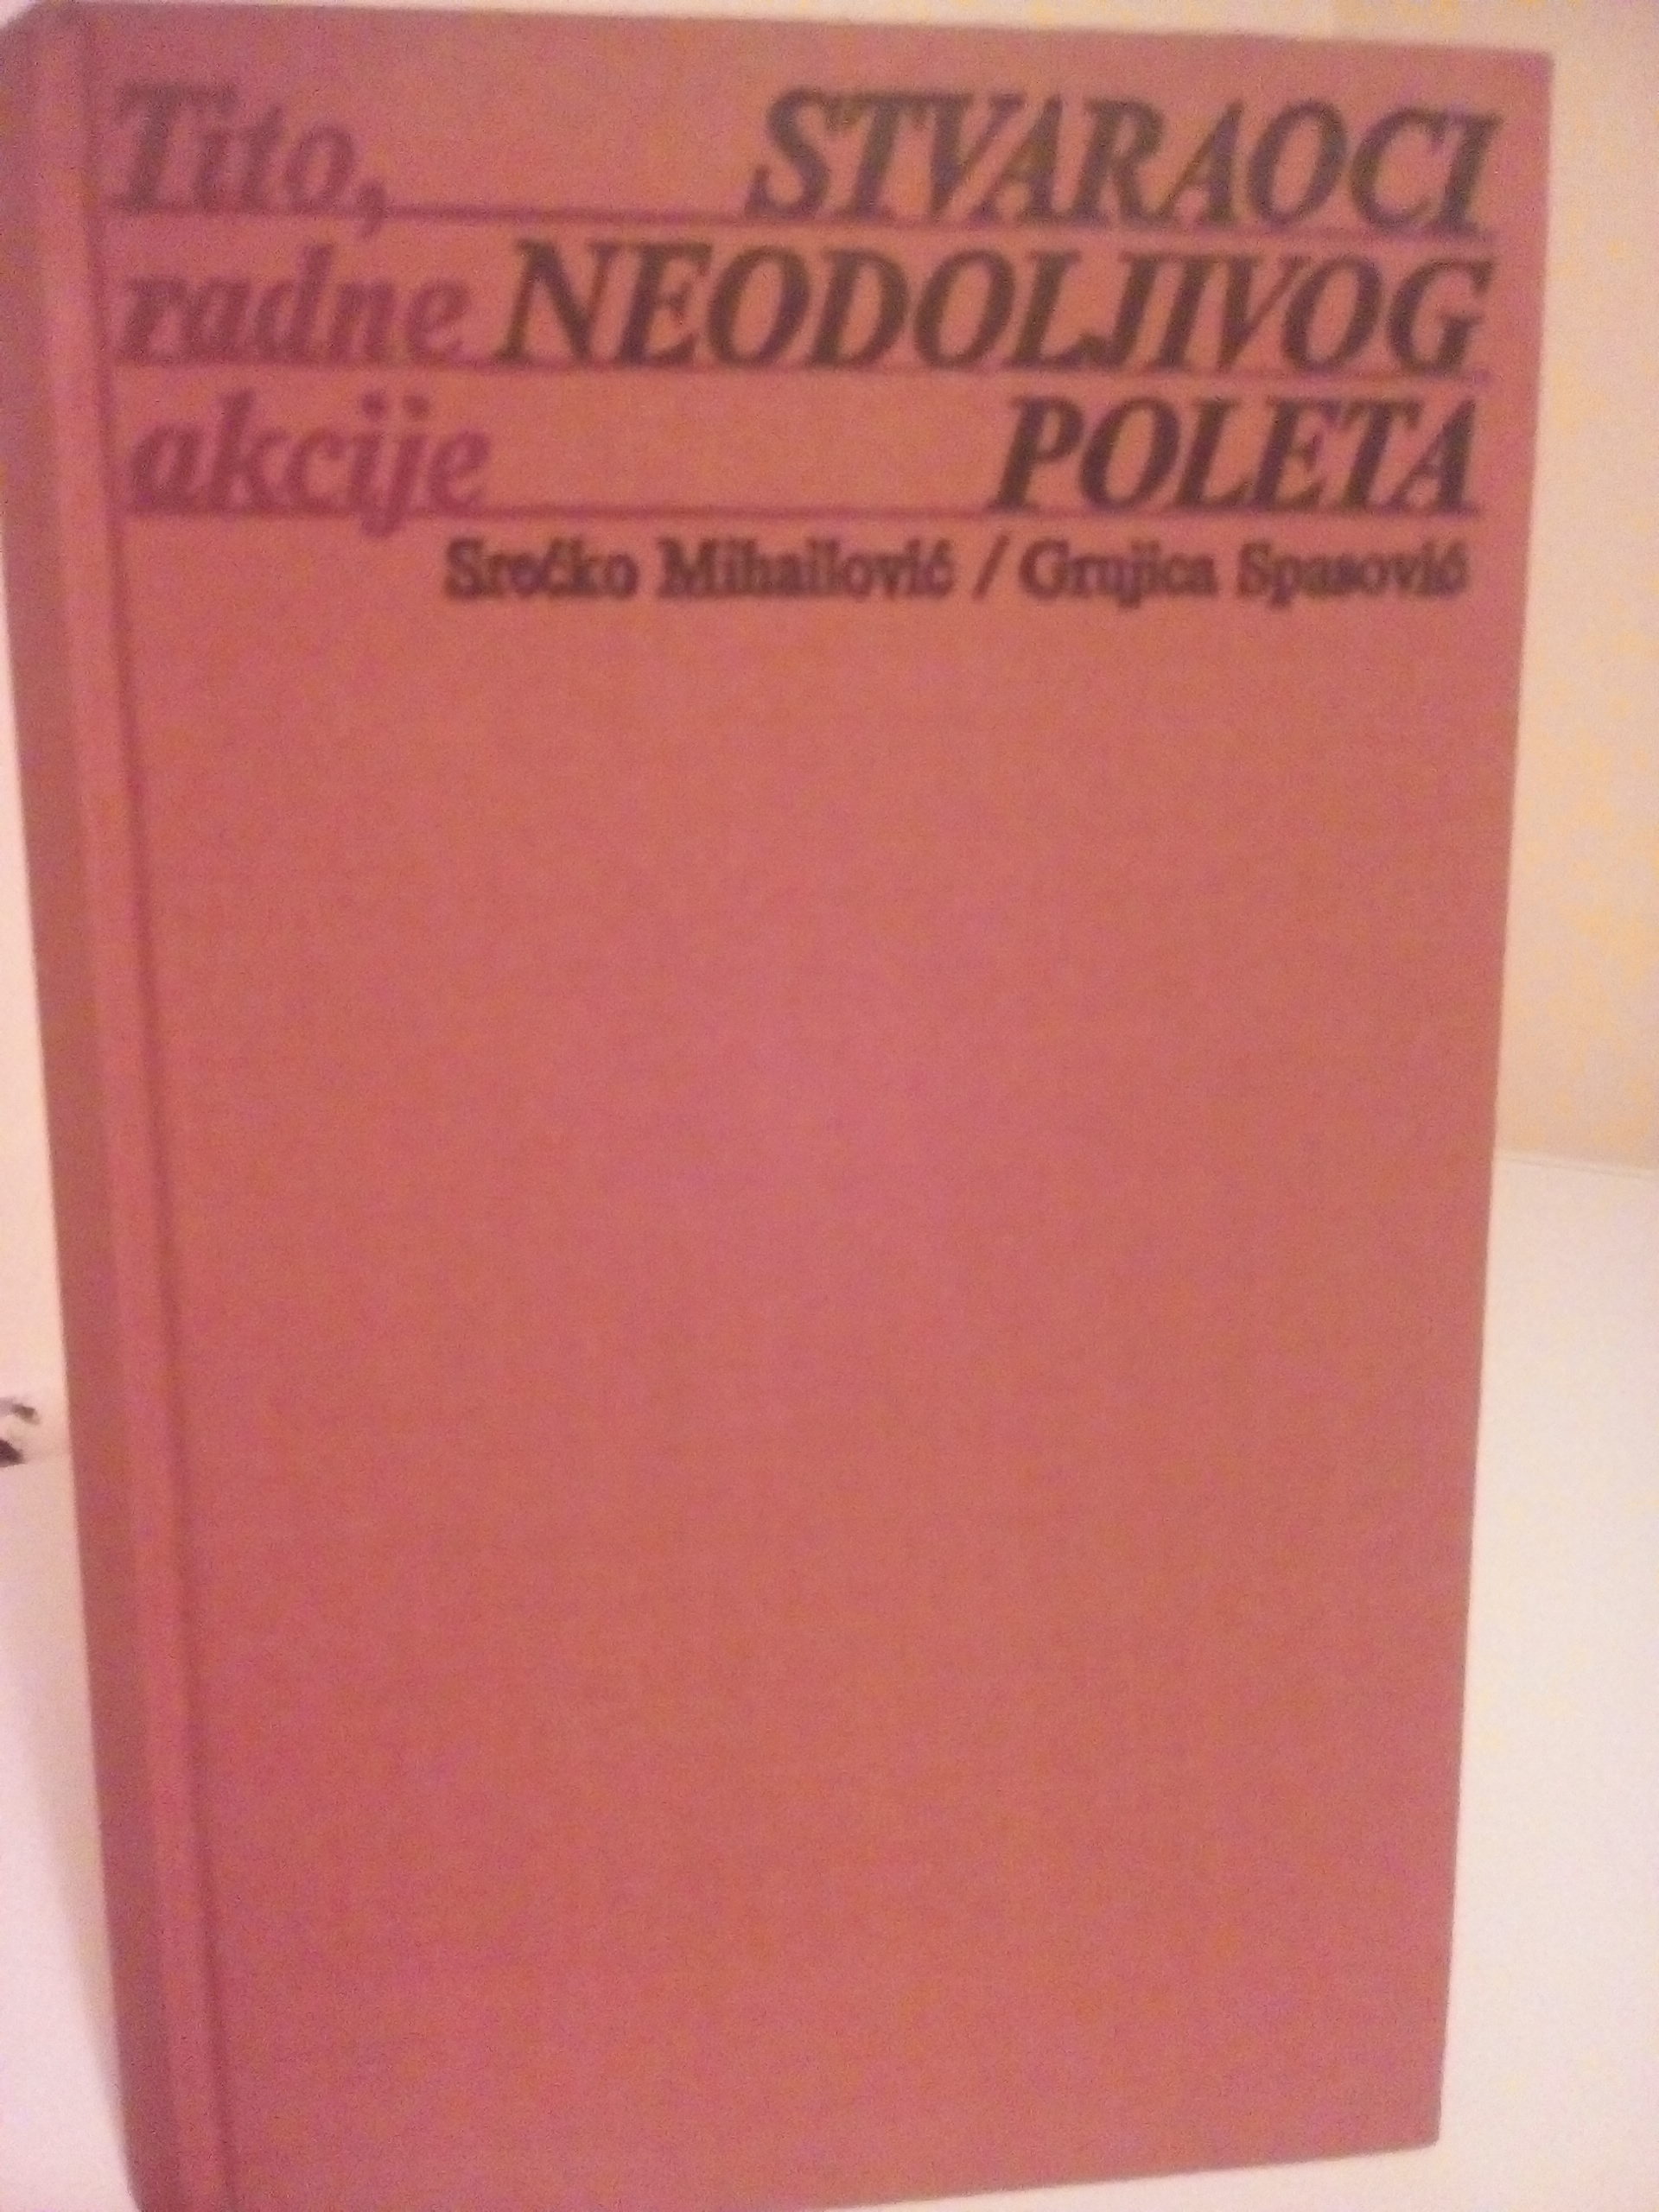 Tito, STVARAOCI
radne NEODOLJIVOG
akcije POLETA
Srećko Mihailović / Grujica Spasović